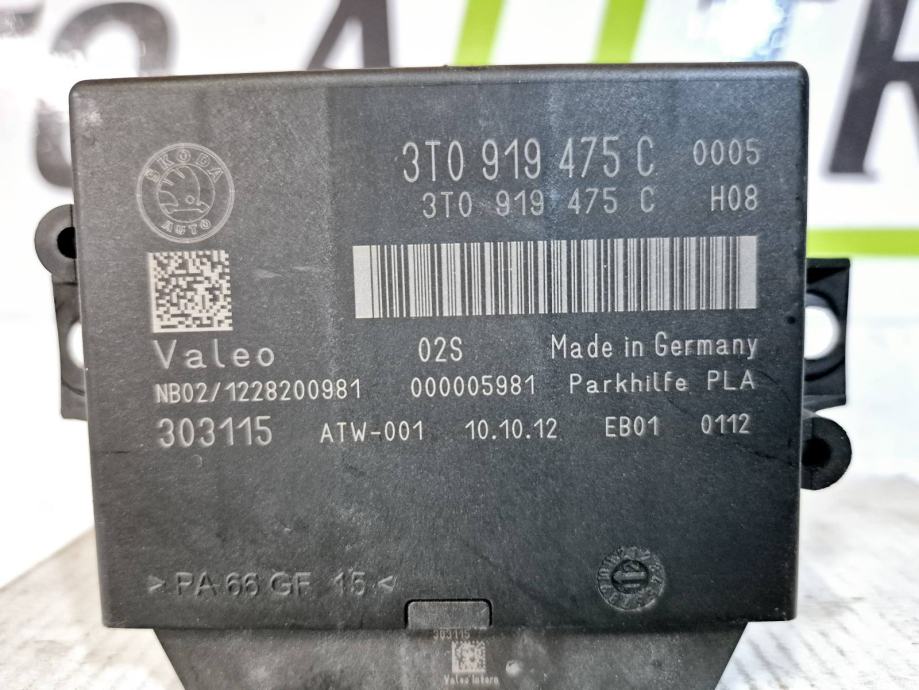 3T0 919 475 C 0005
3T0 919 475 C H08
ŠKODA
AUTO
Valeo 02S Made in Germany
NB02/1228200981 000005981 Parkhilfe PLA
303115 ATW-001 10.10.12 EB01 0112
>PA 66 GF 15<
303115
Valeo Intern